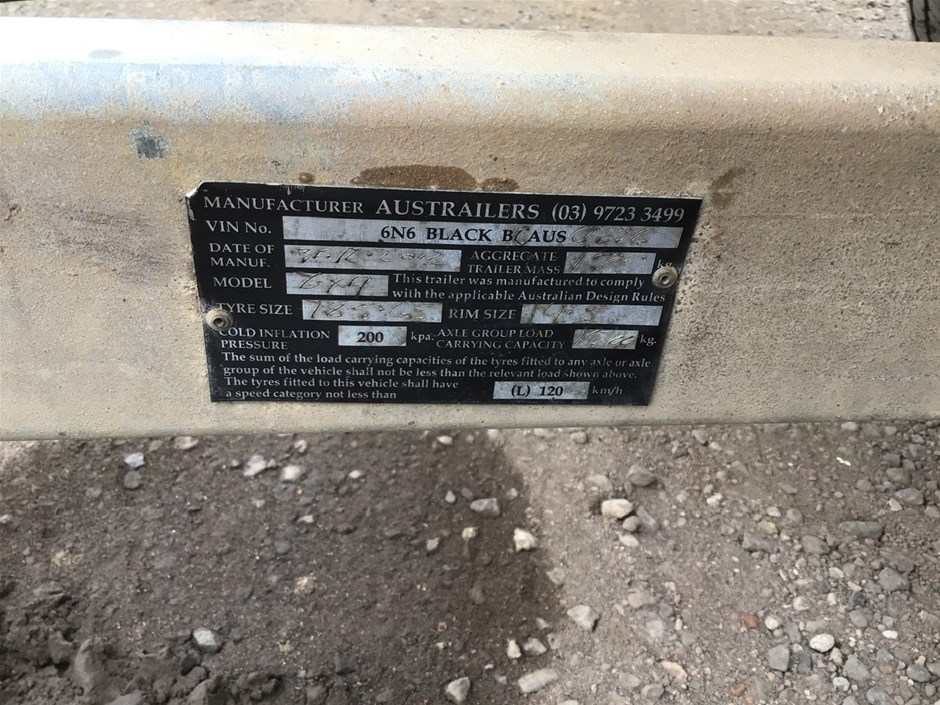 MANUFACTURER AUSTRAILERS (03) 9723 3499
VIN No. 6N6 BLACK B AUS
DATE OF MANUF. AGGREGATE TRAILER MASS kg
MODEL This trailer was manufactured to comply
with the applicable Australian Design Rules
TYRE SIZE RIM SIZE
COLD INFLATION PRESSURE 200 kpa. AXLE GROUP LOAD CARRYING CAPACITY kg.
The sum of the load carrying capacities of the tyres fitted to any axle or axle
group of the vehicle shall not be less than the relevant load shown above.
The tyres fitted to this vehicle shall have
a speed category not less than (L) 120 km/h